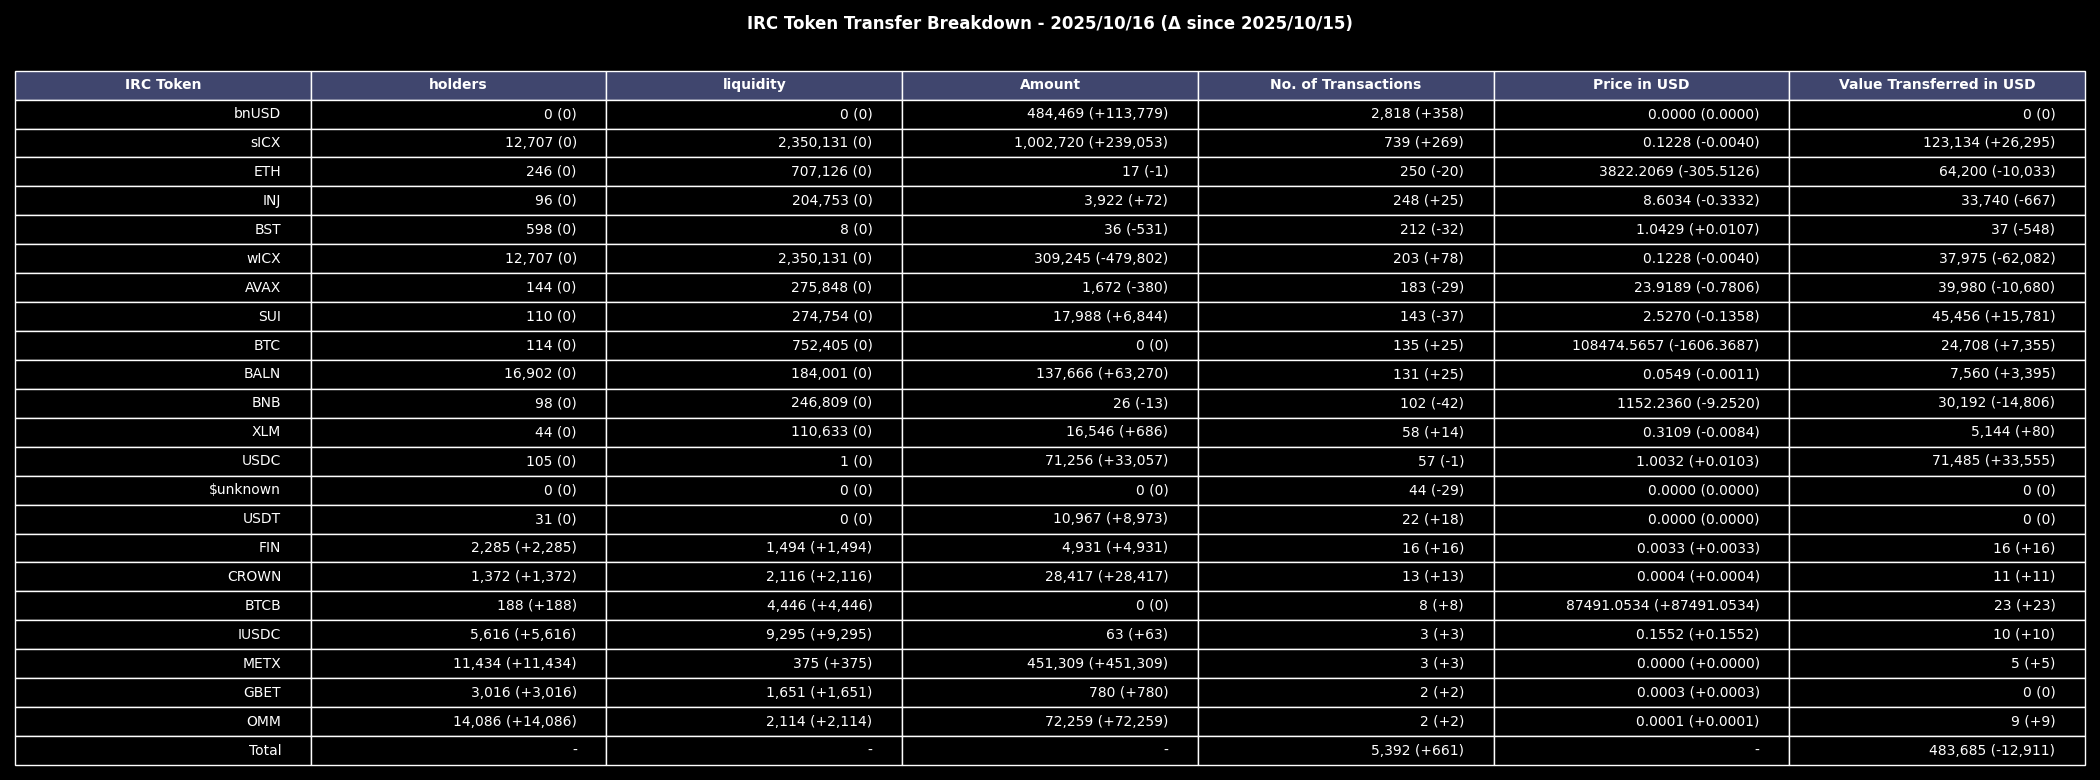 IRC Token Transfer Breakdown - 2025/10/16 (Δ since 2025/10/15)
IRC Token holders liquidity Amount No. of Transactions Price in USD Value Transferred in USD
bnUSD 0 (0) 0 (0) 484,469 (+113,779) 2,818 (+358) 0.0000 (0.0000) 0 (0)
sICX 12,707 (0) 2,350,131 (0) 1,002,720 (+239,053) 739 (+269) 0.1228 (-0.0040) 123,134 (+26,295)
ETH 246 (0) 707,126 (0) 17 (-1) 250 (-20) 3822.2069 (-305.5126) 64,200 (-10,033)
INJ 96 (0) 204,753 (0) 3,922 (+72) 248 (+25) 8.6034 (-0.3332) 33,740 (-667)
BST 598 (0) 8 (0) 36 (-531) 212 (-32) 1.0429 (+0.0107) 37 (-548)
wICX 12,707 (0) 2,350,131 (0) 309,245 (-479,802) 203 (+78) 0.1228 (-0.0040) 37,975 (-62,082)
AVAX 144 (0) 275,848 (0) 1,672 (-380) 183 (-29) 23.9189 (-0.7806) 39,980 (-10,680)
SUI 110 (0) 274,754 (0) 17,988 (+6,844) 143 (-37) 2.5270 (-0.1358) 45,456 (+15,781)
BTC 114 (0) 752,405 (0) 0 (0) 135 (+25) 108474.5657 (-1606.3687) 24,708 (+7,355)
BALN 16,902 (0) 184,001 (0) 137,666 (+63,270) 131 (+25) 0.0549 (-0.0011) 7,560 (+3,395)
BNB 98 (0) 246,809 (0) 26 (-13) 102 (-42) 1152.2360 (-9.2520) 30,192 (-14,806)
XLM 44 (0) 110,633 (0) 16,546 (+686) 58 (+14) 0.3109 (-0.0084) 5,144 (+80)
USDC 105 (0) 1 (0) 71,256 (+33,057) 57 (-1) 1.0032 (+0.0103) 71,485 (+33,555)
$unknown 0 (0) 0 (0) 0 (0) 44 (-29) 0.0000 (0.0000) 0 (0)
USDT 31 (0) 0 (0) 10,967 (+8,973) 22 (+18) 0.0000 (0.0000) 0 (0)
FIN 2,285 (+2,285) 1,494 (+1,494) 4,931 (+4,931) 16 (+16) 0.0033 (+0.0033) 16 (+16)
CROWN 1,372 (+1,372) 2,116 (+2,116) 28,417 (+28,417) 13 (+13) 0.0004 (+0.0004) 11 (+11)
BTCB 188 (+188) 4,446 (+4,446) 0 (0) 8 (+8) 87491.0534 (+87491.0534) 23 (+23)
IUSDC 5,616 (+5,616) 9,295 (+9,295) 63 (+63) 3 (+3) 0.1552 (+0.1552) 10 (+10)
METX 11,434 (+11,434) 375 (+375) 451,309 (+451,309) 3 (+3) 0.0000 (+0.0000) 5 (+5)
GBET 3,016 (+3,016) 1,651 (+1,651) 780 (+780) 2 (+2) 0.0003 (+0.0003) 0 (0)
OMM 14,086 (+14,086) 2,114 (+2,114) 72,259 (+72,259) 2 (+2) 0.0001 (+0.0001) 9 (+9)
Total - - - 5,392 (+661) - 483,685 (-12,911)